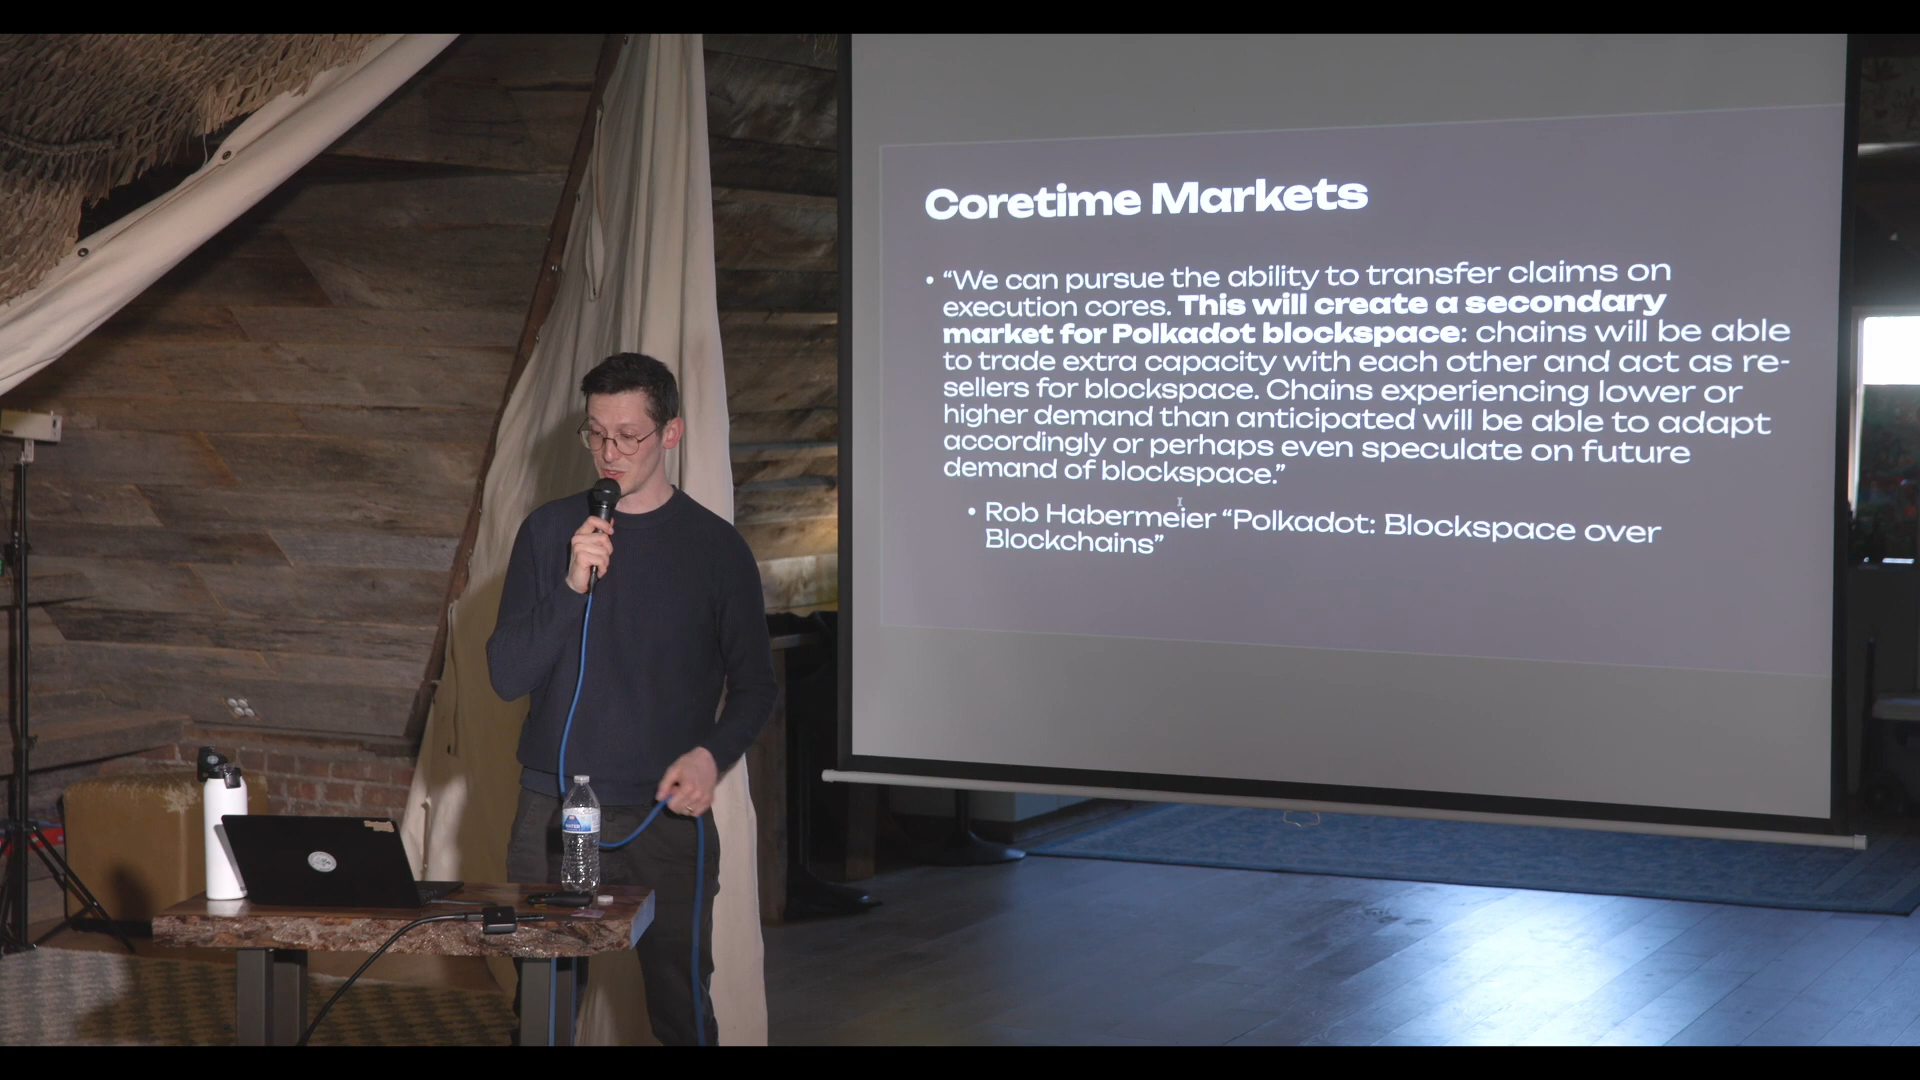 Coretime Markets
• “We can pursue the ability to transfer claims on
execution cores. This will create a secondary
market for Polkadot blockspace: chains will be able
to trade extra capacity with each other and act as re-
sellers for blockspace. Chains experiencing lower or
higher demand than anticipated will be able to adapt
accordingly or perhaps even speculate on future
demand of blockspace.”
• Rob Habermeier “Polkadot: Blockspace over
Blockchains”